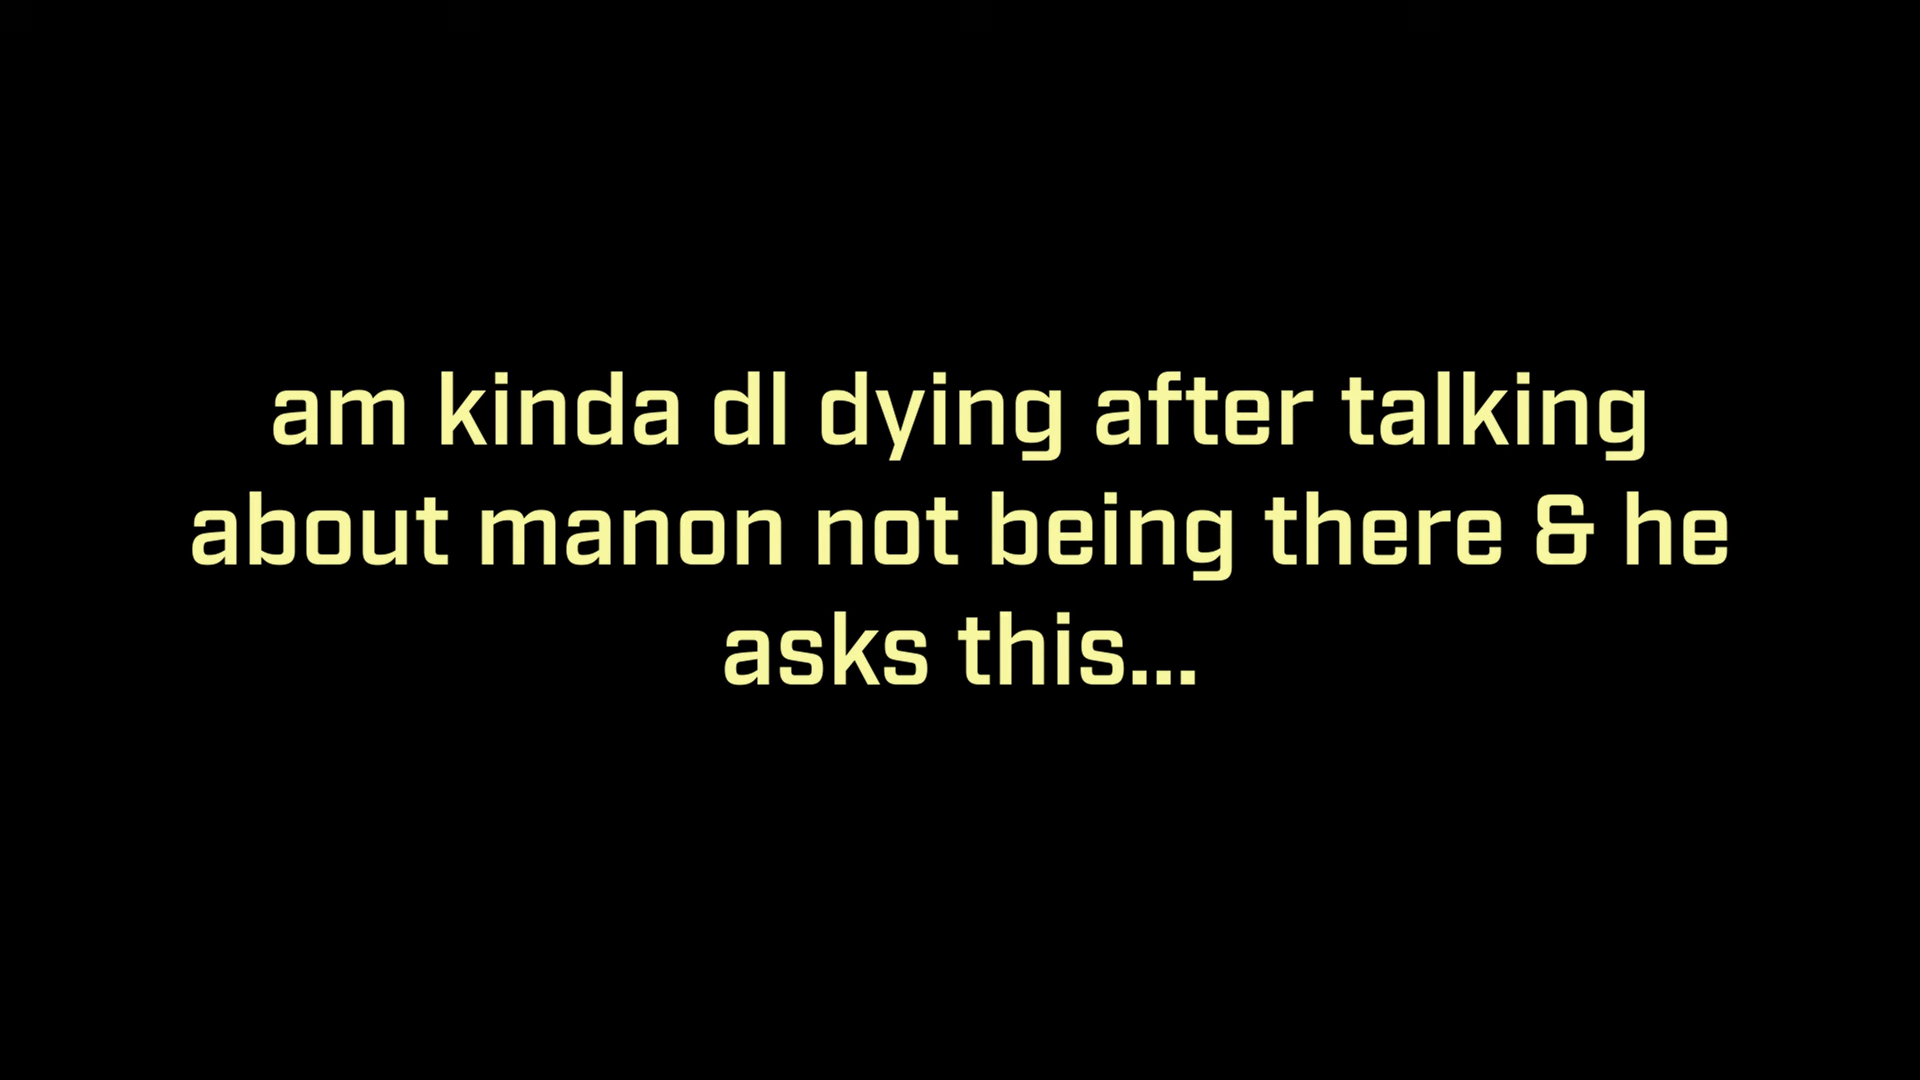 am kinda dl dying after talking
about manon not being there & he
asks this...